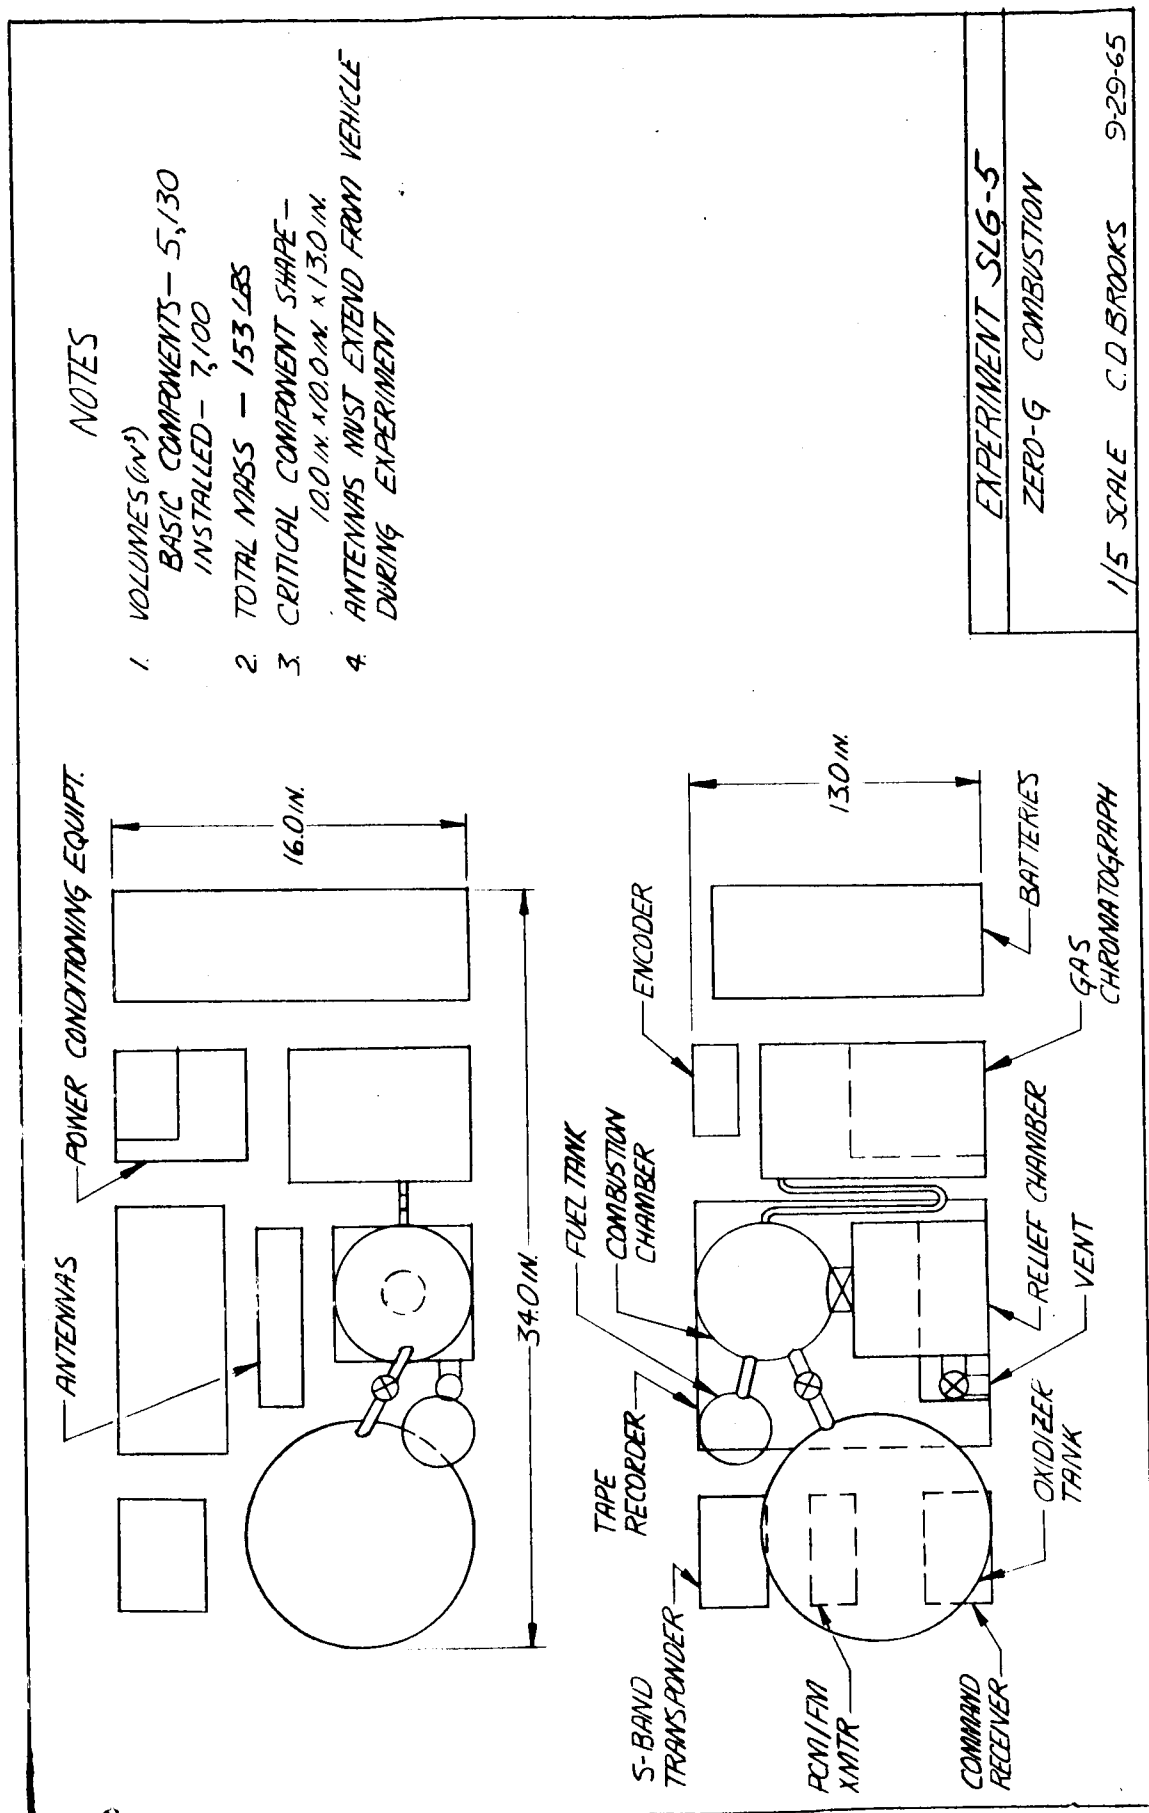 NOTES
1. VOLUMES (IN³)
BASIC COMPONENTS - 5,130
INSTALLED - 7,100
2. TOTAL MASS - 153 LBS
3. CRITICAL COMPONENT SHAPE -
10.0 IN. X 10.0 IN. X 13.0 IN.
4. ANTENNAS MUST EXTEND FROM VEHICLE
DURING EXPERIMENT
POWER CONDITIONING EQUIPT.
ANTENNAS
16.0 IN.
34.0 IN.
S-BAND
TRANSPONDER
TAPE
RECORDER
FUEL TANK
COMBUSTION
CHAMBER
ENCODER
13.0 IN.
PCM/FM
XMTR
COMMAND
RECEIVER
OXIDIZER
TANK
VENT
RELIEF CHAMBER
GAS
CHROMATOGRAPH
BATTERIES
EXPERIMENT SLG-5
ZERO-G COMBUSTION
1/5 SCALE C.D. BROOKS 9-29-65